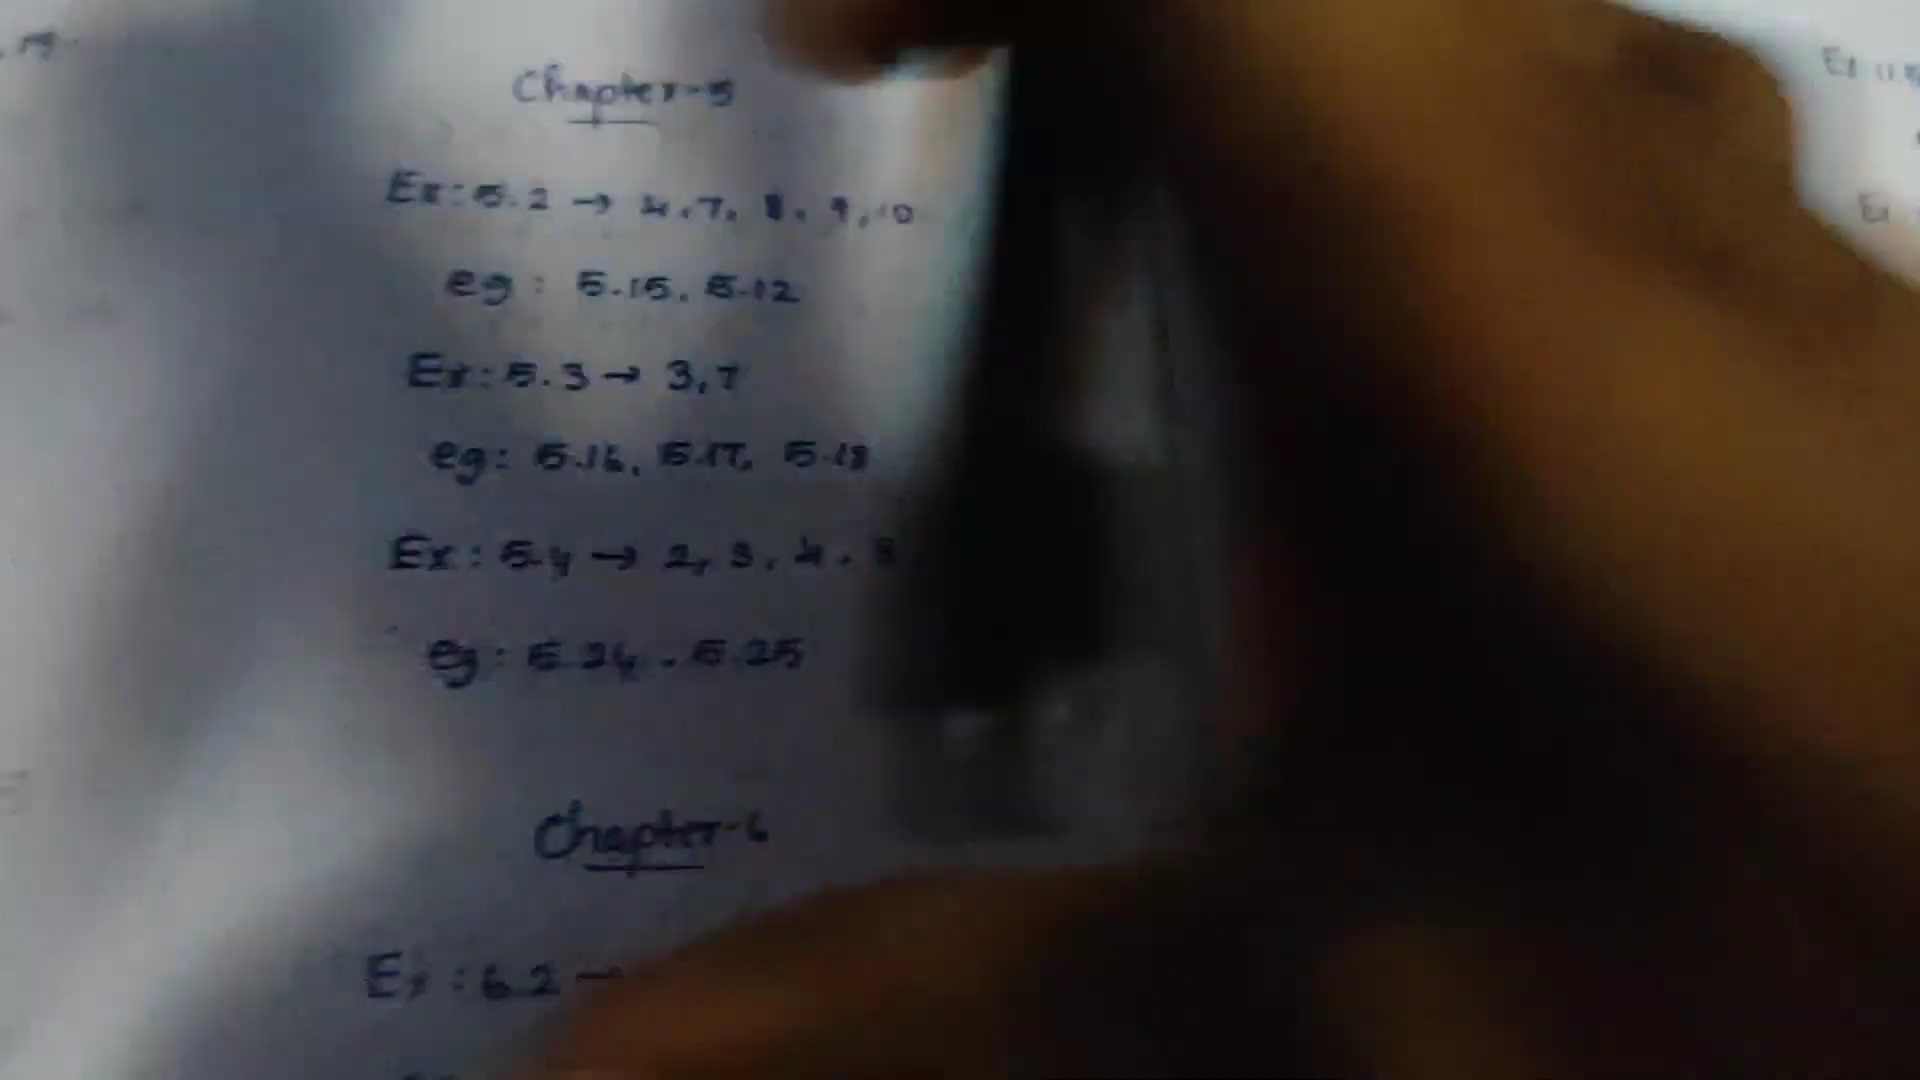 Chapter-5
Ex: 5.2 → 4, 7, 8, 9, 10
eg: 5.15, 5.12
Ex: 5.3 → 3, 7
eg: 5.16, 5.17, 5.18
Ex: 5.4 → 2, 3, 4, 8
eg: 5.24, 5.25
Chapter-6
Ex: 6.2 →